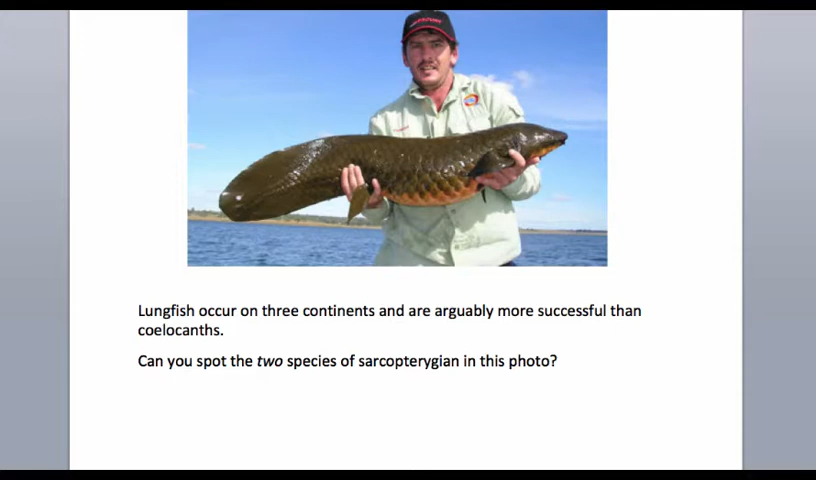 Lungfish occur on three continents and are arguably more successful than
coelocanths.
Can you spot the two species of sarcopterygian in this photo?